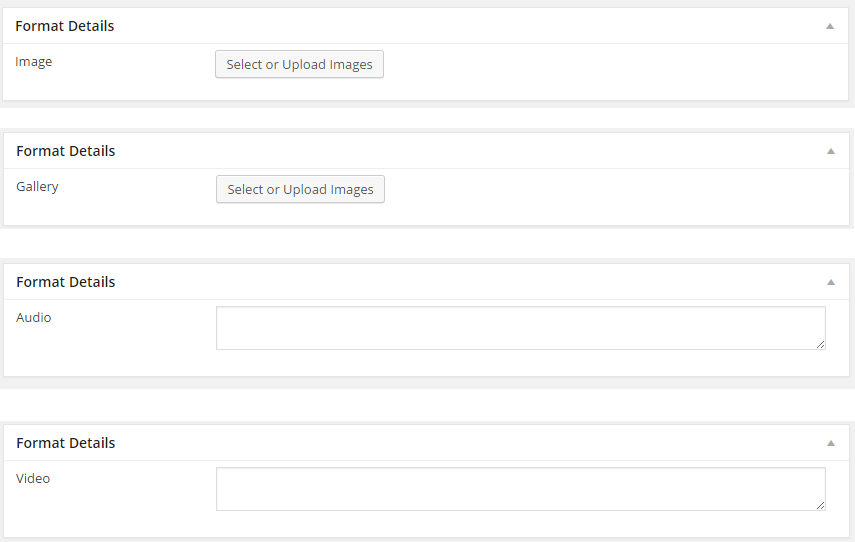 Format Details
Image
Select or Upload Images
Format Details
Gallery
Select or Upload Images
Format Details
Audio
Format Details
Video